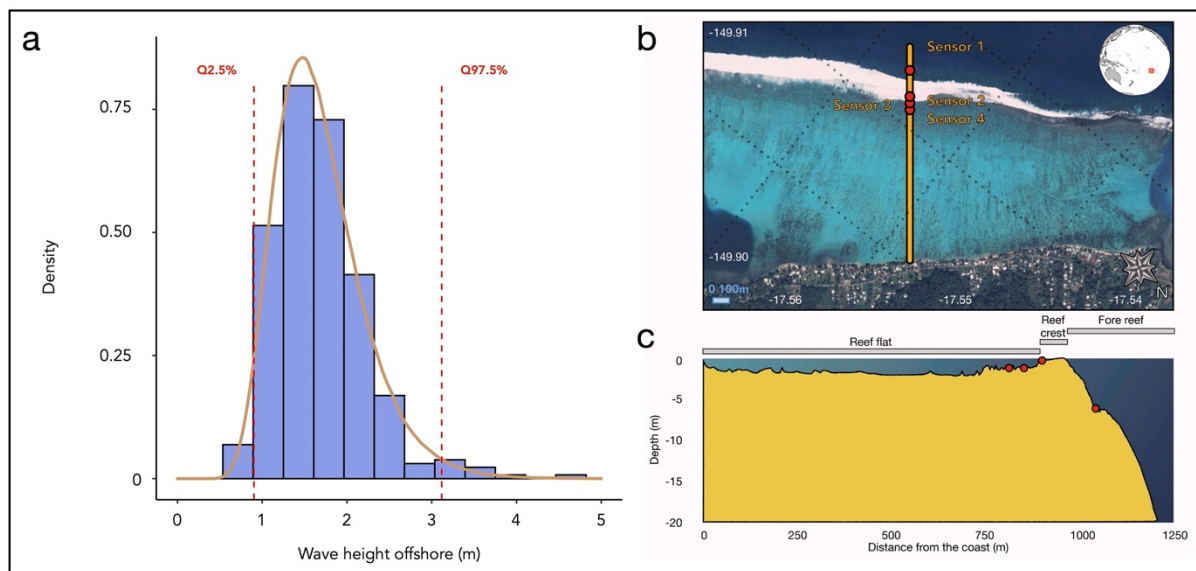 a
Q2.5%
Q97.5%
0.75
0.50
0.25
0
Density
0 1 2 3 4 5
Wave height offshore (m)
b
-149.91
Sensor 1
Sensor 3
Sensor 2
Sensor 4
-149.90
0 100m
-17.56
-17.55
-17.54
N
c
Reef flat
Reef crest
Fore reef
0
-5
-10
-15
-20
Depth (m)
0 250 500 750 1000 1250
Distance from the coast (m)